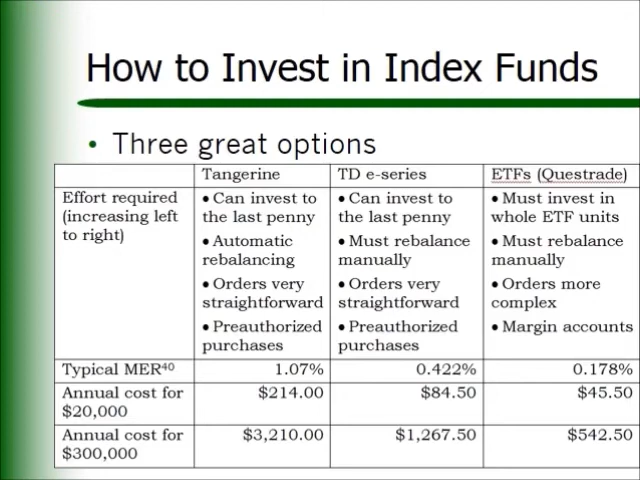 How to Invest in Index Funds
• Three great options
Tangerine TD e-series ETFs (Questrade)
Effort required
(increasing left
to right)
• Can invest to
the last penny
• Automatic
rebalancing
• Orders very
straightforward
• Preauthorized
purchases
• Can invest to
the last penny
• Must rebalance
manually
• Orders very
straightforward
• Preauthorized
purchases
• Must invest in
whole ETF units
• Must rebalance
manually
• Orders more
complex
• Margin accounts
Typical MER⁴⁰ 1.07% 0.422% 0.178%
Annual cost for
$20,000
$214.00 $84.50 $45.50
Annual cost for
$300,000
$3,210.00 $1,267.50 $542.50